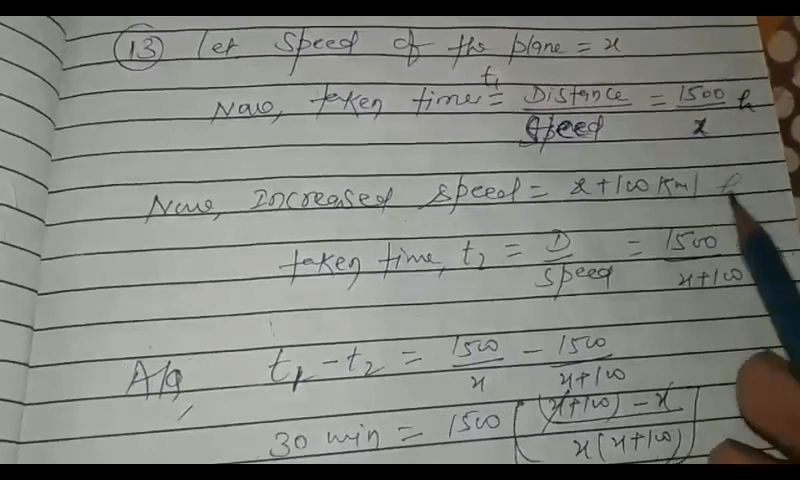 (13) Let Speed of the plane = x
Now, taken time t₁ = Distance/Speed = 1500/x h
Now, Increased speed = x+100 Km/h
taken time, t₂ = D/Speed = 1500/x+100
A/q, t₁-t₂ = 1500/x - 1500/x+100
30 min = 1500 [(x+100)-x/x(x+100)]